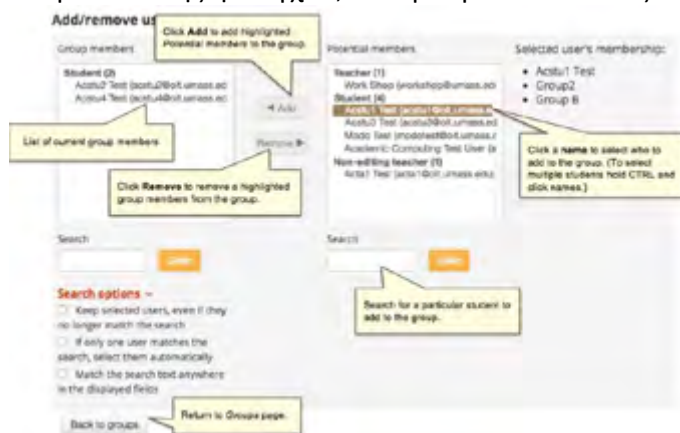 Add/remove us
Click Add to add highlighted
Potential members to the group.
Group members
Student (2)
Acstu2 Test (acstu2@oit.umass.ed
Acstu4 Test (acstu4@oit.umass.ed
List of current group members
◄ Add
Remove ►
Click Remove to remove a highlighted
group members from the group.
Potential members
Teacher (1)
Work Shop (workshop@umass.edu
Student (4)
Acstu1 Test (acstu1@oit.umass.e
Acstu3 Test (acstu3@oit.umass.ed
Modo Test (modotest@oit.umass.
Academic Computing Test User (a
Non-editing teacher (1)
Acta1 Test (acta1@oit.umass.edu)
Selected user's membership:
• Acstu1 Test
• Group2
• Group B
Click a name to select who to
add to the group. (To select
multiple students hold CTRL and
click names.)
Search
Search
Search for a particular student to
add to the group.
Search options
Keep selected users, even if they
no longer match the search
If only one user matches the
search, select them automatically
Match the search text anywhere
in the displayed fields
Back to groups
Return to Groups page.